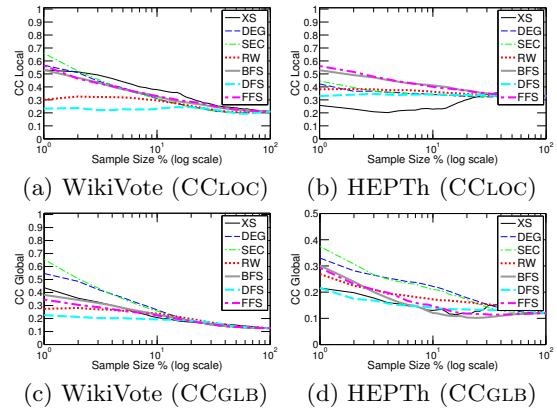 1
0.9
0.8
0.7
0.6
0.5
0.4
0.3
0.2
0.1
0
CC Local
10^0
10^1
10^2
Sample Size % (log scale)
XS
DEG
SEC
RW
BFS
DFS
FFS
(a) WikiVote (CCLOC)
1
0.9
0.8
0.7
0.6
0.5
0.4
0.3
0.2
0.1
0
CC Local
10^0
10^1
10^2
Sample Size % (log scale)
XS
DEG
SEC
RW
BFS
DFS
FFS
(b) HEPTh (CCLOC)
1
0.9
0.8
0.7
0.6
0.5
0.4
0.3
0.2
0.1
0
CC Global
10^0
10^1
10^2
Sample Size % (log scale)
XS
DEG
SEC
RW
BFS
DFS
FFS
(c) WikiVote (CCGLB)
0.5
0.4
0.3
0.2
0.1
0
CC Global
10^0
10^1
10^2
Sample Size % (log scale)
XS
DEG
SEC
RW
BFS
DFS
FFS
(d) HEPTh (CCGLB)